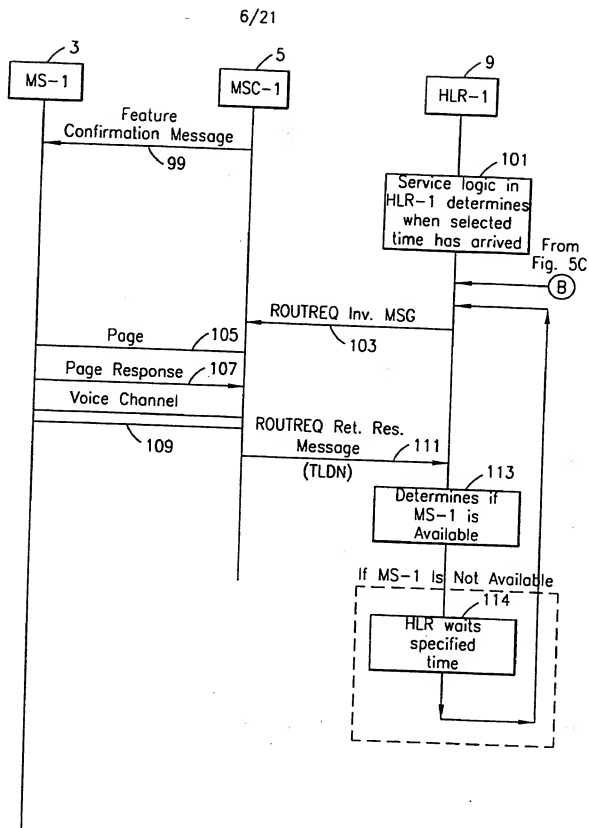 6/21
3
5
9
MS-1
MSC-1
HLR-1
Feature
Confirmation Message
99
101
Service logic in
HLR-1 determines
when selected
time has arrived
From
Fig. 5C
B
ROUTREQ Inv. MSG
103
Page
105
Page Response
107
Voice Channel
109
ROUTREQ Ret. Res.
Message
111
(TLDN)
113
Determines if
MS-1 is
Available
If MS-1 Is Not Available
114
HLR waits
specified
time